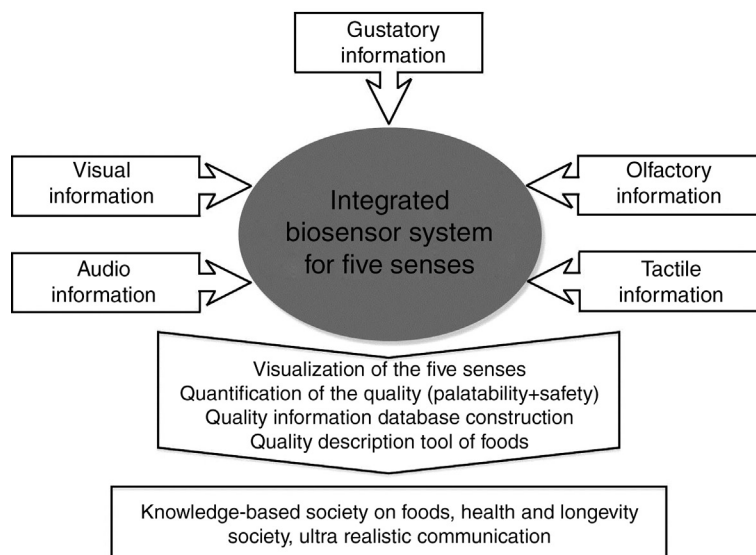 Gustatory
information
Visual
information
Olfactory
information
Integrated
biosensor system
for five senses
Audio
information
Tactile
information
Visualization of the five senses
Quantification of the quality (palatability+safety)
Quality information database construction
Quality description tool of foods
Knowledge-based society on foods, health and longevity
society, ultra realistic communication